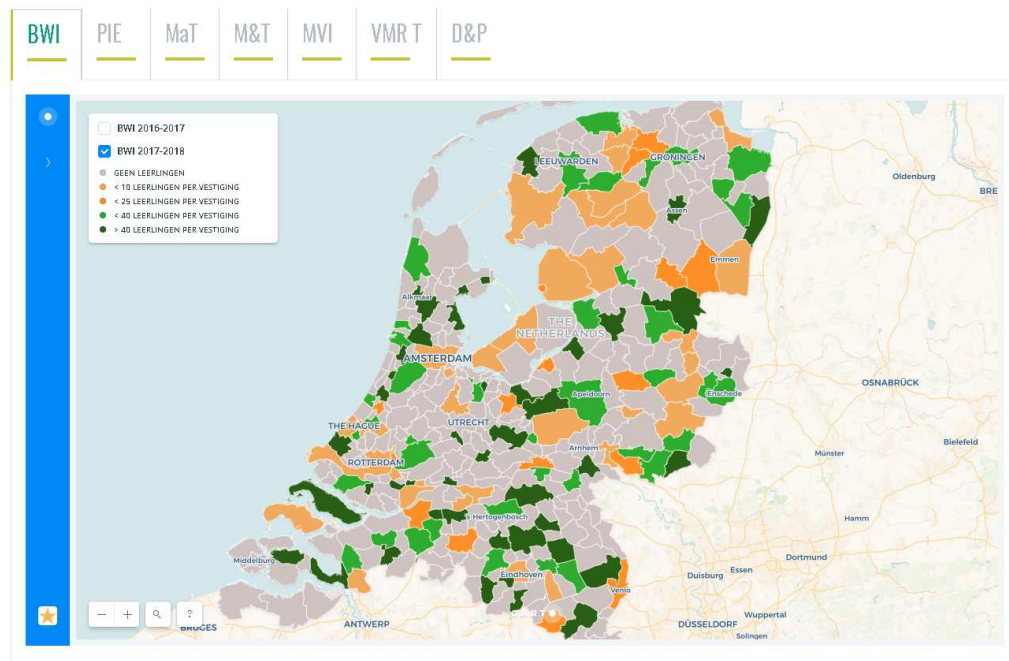 BWI PIE MaT M&T MVI VMR T D&P
BWI 2016-2017
BWI 2017-2018
GEEN LEERLINGEN
< 10 LEERLINGEN PER VESTIGING
< 25 LEERLINGEN PER VESTIGING
< 40 LEERLINGEN PER VESTIGING
> 40 LEERLINGEN PER VESTIGING
LEEUWARDEN
GRONINGEN
Oldenburg
BRE
Assen
Emmen
Alkmaar
THE
NETHERLANDS
AMSTERDAM
OSNABRÜCK
Apeldoorn
Enschede
THE HAGUE
UTRECHT
Bielefeld
Arnhem
Münster
ROTTERDAM
's-Hertogenbosch
Hamm
Middelburg
Dortmund
Eindhoven
Essen
Duisburg
Venlo
− + ?
Wuppertal
BRUGES
ANTWERP
DÜSSELDORF
Solingen